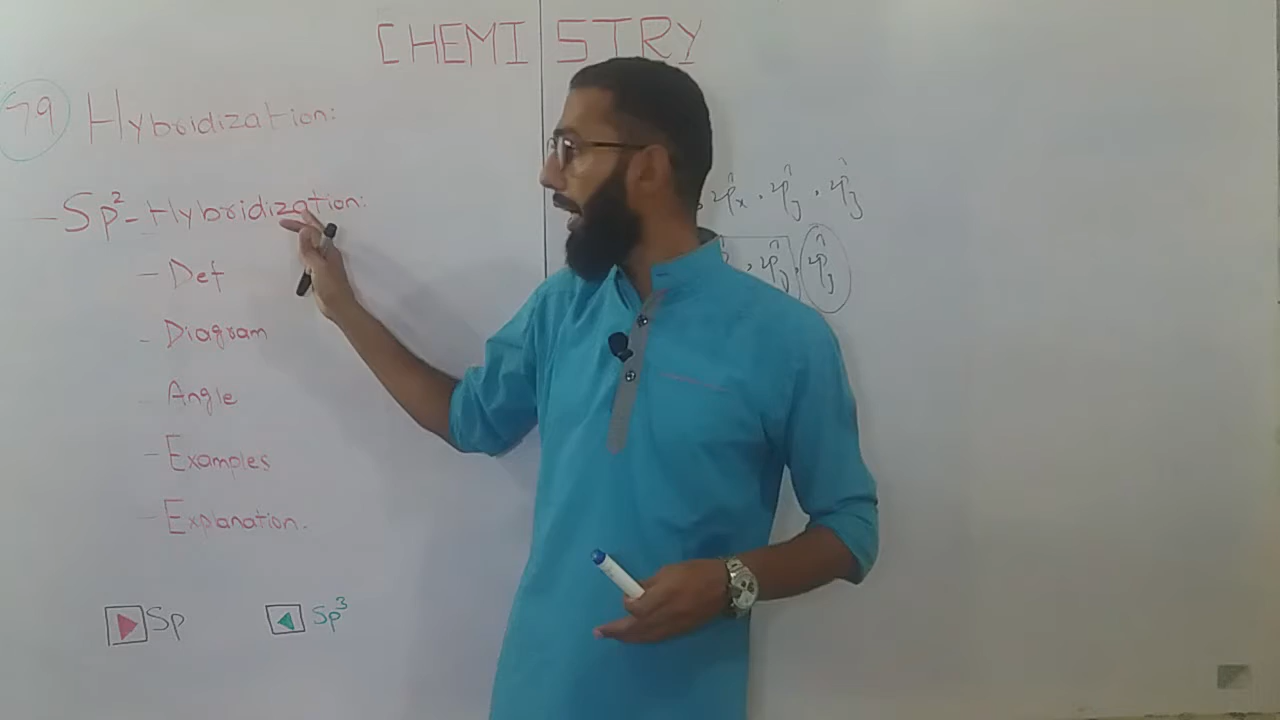 CHEMISTRY
79 Hybridization:
- Sp²-Hybridization:
- Def
- Diagram
- Angle
- Examples
- Explanation.
Sp Sp³